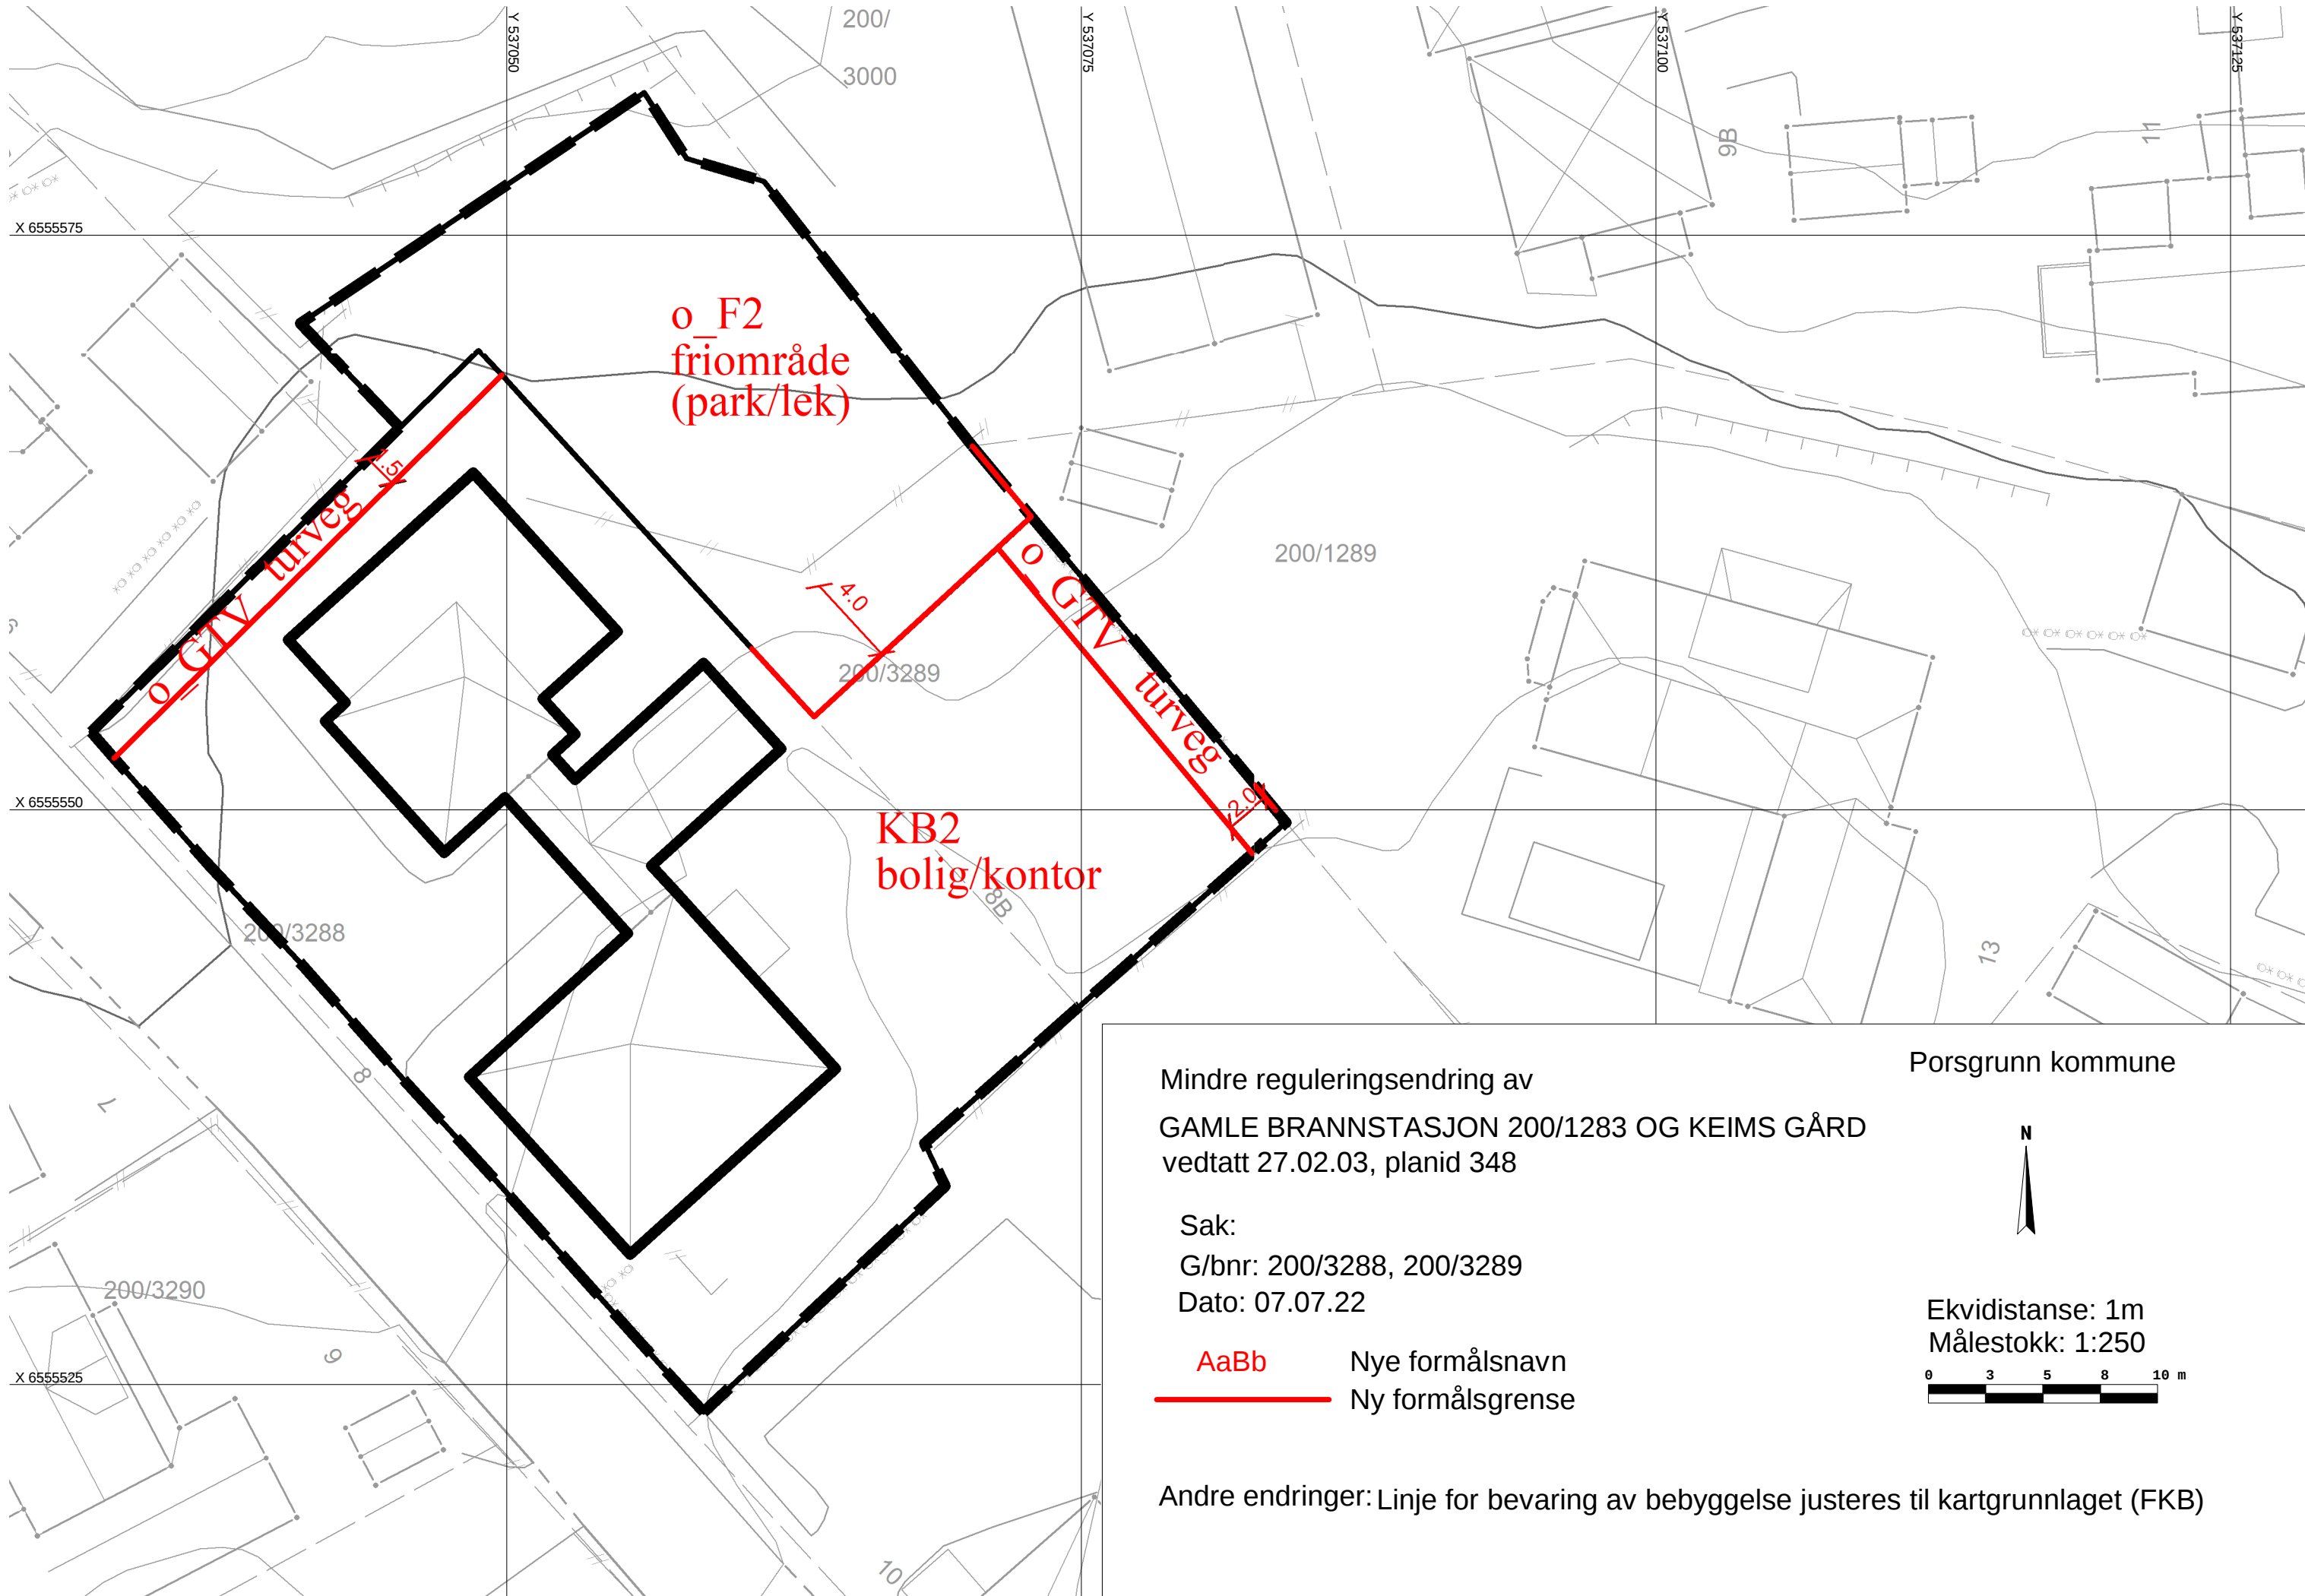 200/
3000
Y 537050
Y 537075
Y 537100
Y 537125
9B
11
X 6555575
o_F2
friområde
(park/lek)
o_GTV turveg
4.0
200/3289
200/1289
o_GTV turveg
2.0
X 6555550
KB2
bolig/kontor
8B
200/3288
13
8
7
200/3290
9
X 6555525
10
Porsgrunn kommune
Mindre reguleringsendring av
GAMLE BRANNSTASJON 200/1283 OG KEIMS GÅRD
vedtatt 27.02.03, planid 348
N
Sak:
G/bnr: 200/3288, 200/3289
Dato: 07.07.22
Ekvidistanse: 1m
Målestokk: 1:250
0 3 5 8 10 m
AaBb Nye formålsnavn
Ny formålsgrense
Andre endringer: Linje for bevaring av bebyggelse justeres til kartgrunnlaget (FKB)